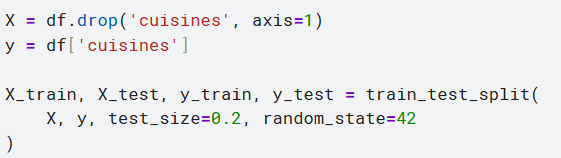 X = df.drop('cuisines', axis=1)
y = df['cuisines']
X_train, X_test, y_train, y_test = train_test_split(
    X, y, test_size=0.2, random_state=42
)